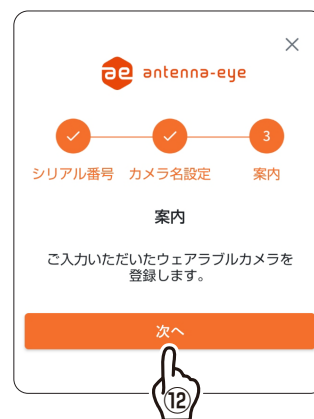 ae antenna-eye
3
シリアル番号 カメラ名設定 案内
案内
ご入力いただいたウェアラブルカメラを
登録します。
次へ
⑫